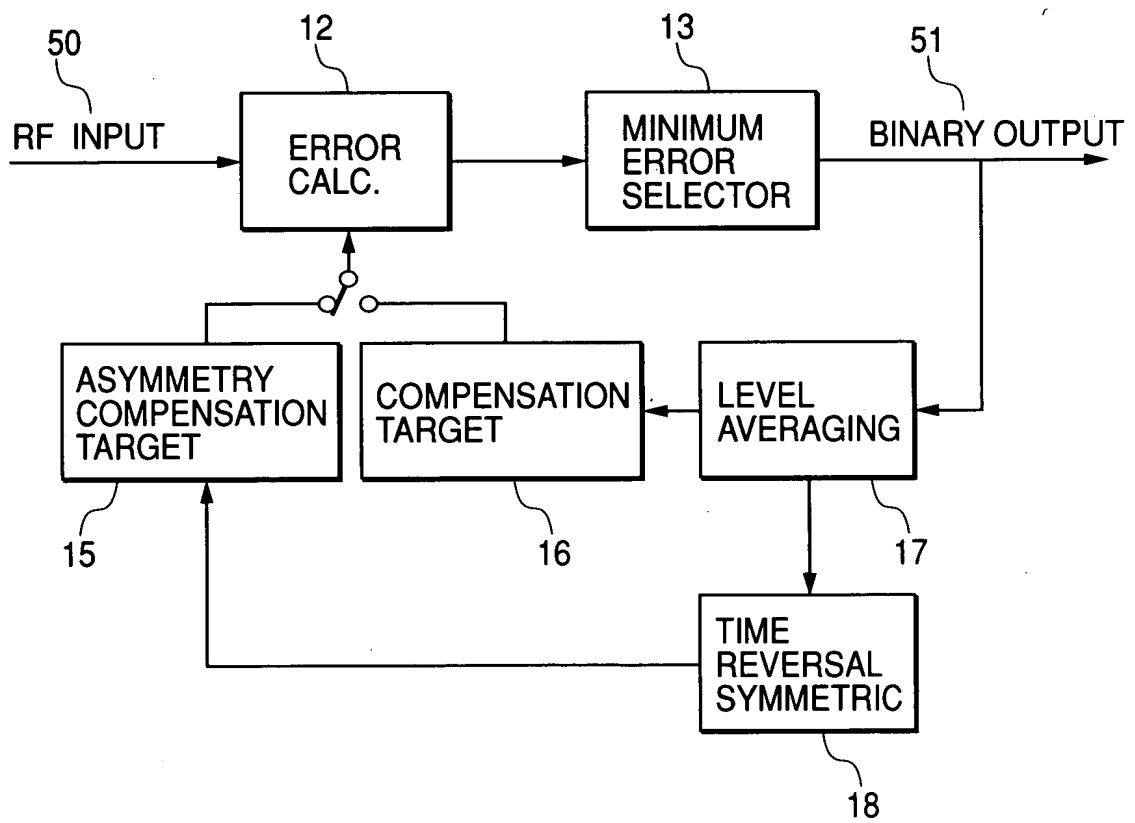 50
12
13
51
RF INPUT
ERROR
CALC.
MINIMUM
ERROR
SELECTOR
BINARY OUTPUT
ASYMMETRY
COMPENSATION
TARGET
COMPENSATION
TARGET
LEVEL
AVERAGING
15
16
17
TIME
REVERSAL
SYMMETRIC
18